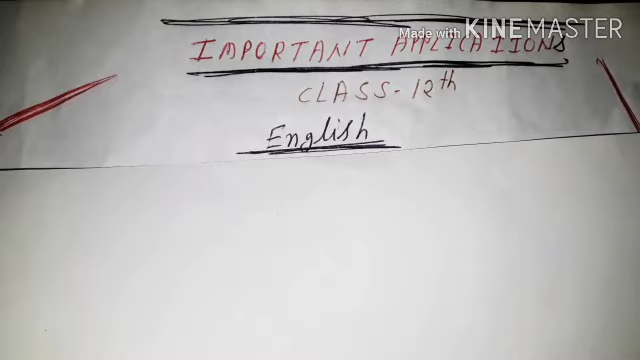 Made with KINEMASTER
IMPORTANT APPLICATIONS
CLASS-12th
English